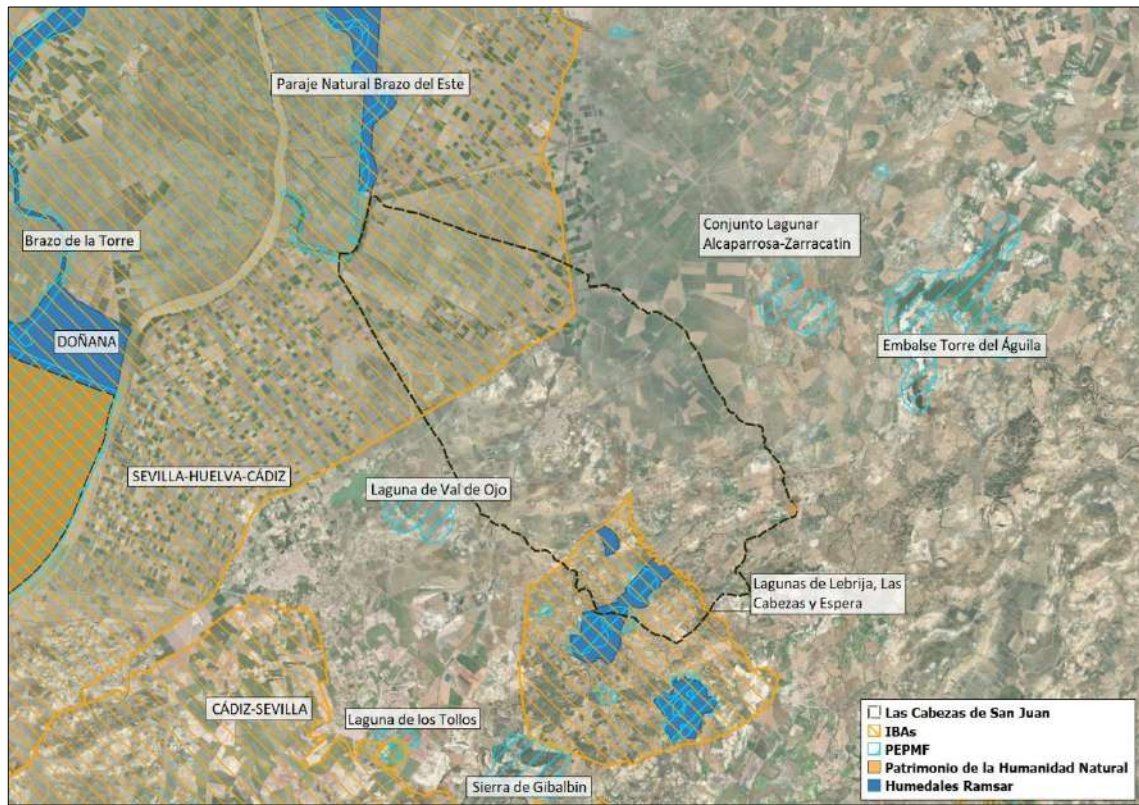 Paraje Natural Brazo del Este
Brazo de la Torre
Conjunto Lagunar
Alcaparrosa-Zarracatin
DOÑANA
Embalse Torre del Águila
SEVILLA-HUELVA-CÁDIZ
Laguna de Val de Ojo
Lagunas de Lebrija, Las
Cabezas y Espera
CÁDIZ-SEVILLA
Laguna de los Tollos
Sierra de Gibalbín
Las Cabezas de San Juan
IBAs
PEPMF
Patrimonio de la Humanidad Natural
Humedales Ramsar